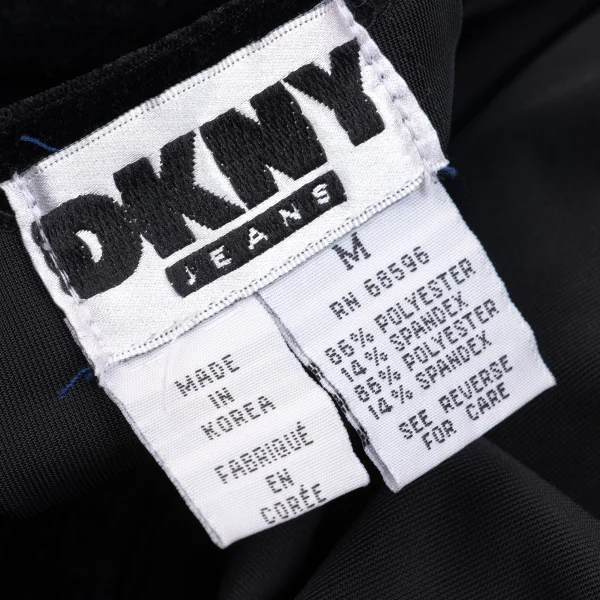 DKNY
JEANS
M
RN 68596
86% POLYESTER
14% SPANDEX
86% POLYESTER
14% SPANDEX
SEE REVERSE
FOR CARE
MADE
IN
KOREA
FABRIQUÉ
EN
CORÉE